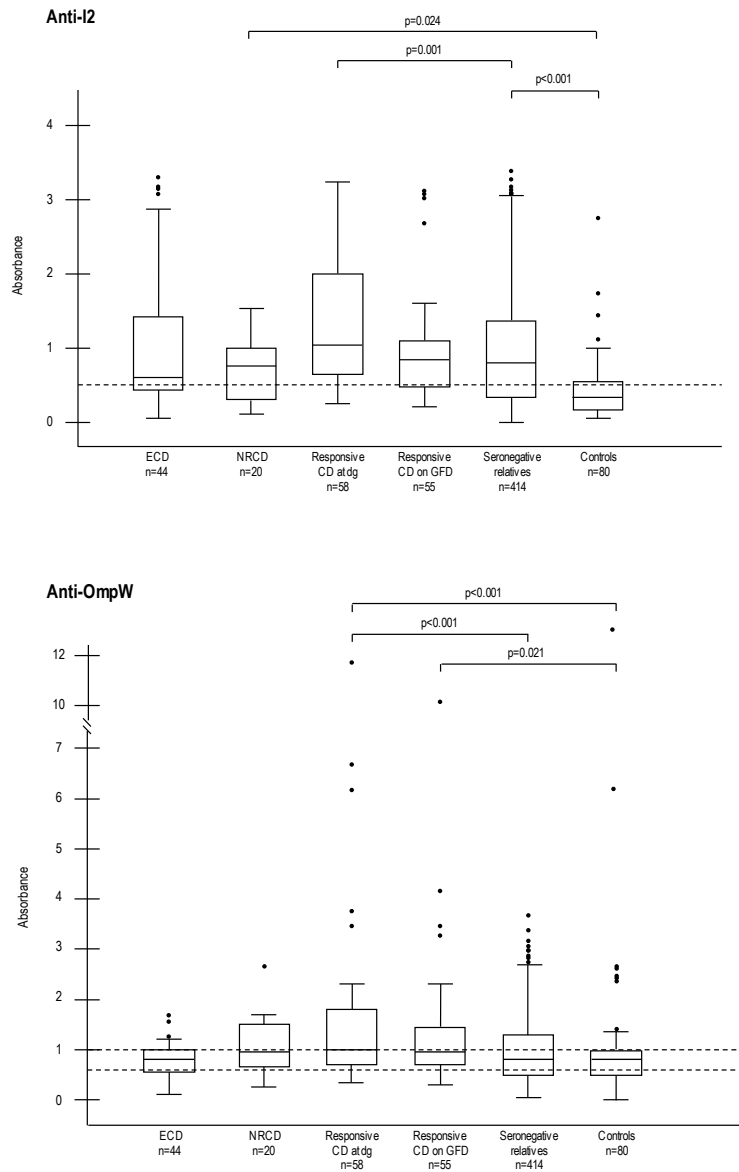 Anti-I2
p=0.024
p=0.001
p<0.001
4
3
2
1
0
Absorbance
ECD
n=44
NRCD
n=20
Responsive
CD at dg
n=58
Responsive
CD on GFD
n=55
Seronegative
relatives
n=414
Controls
n=80
Anti-OmpW
p<0.001
p<0.001
p=0.021
12
10
7
6
5
4
3
2
1
0
Absorbance
ECD
n=44
NRCD
n=20
Responsive
CD at dg
n=58
Responsive
CD on GFD
n=55
Seronegative
relatives
n=414
Controls
n=80